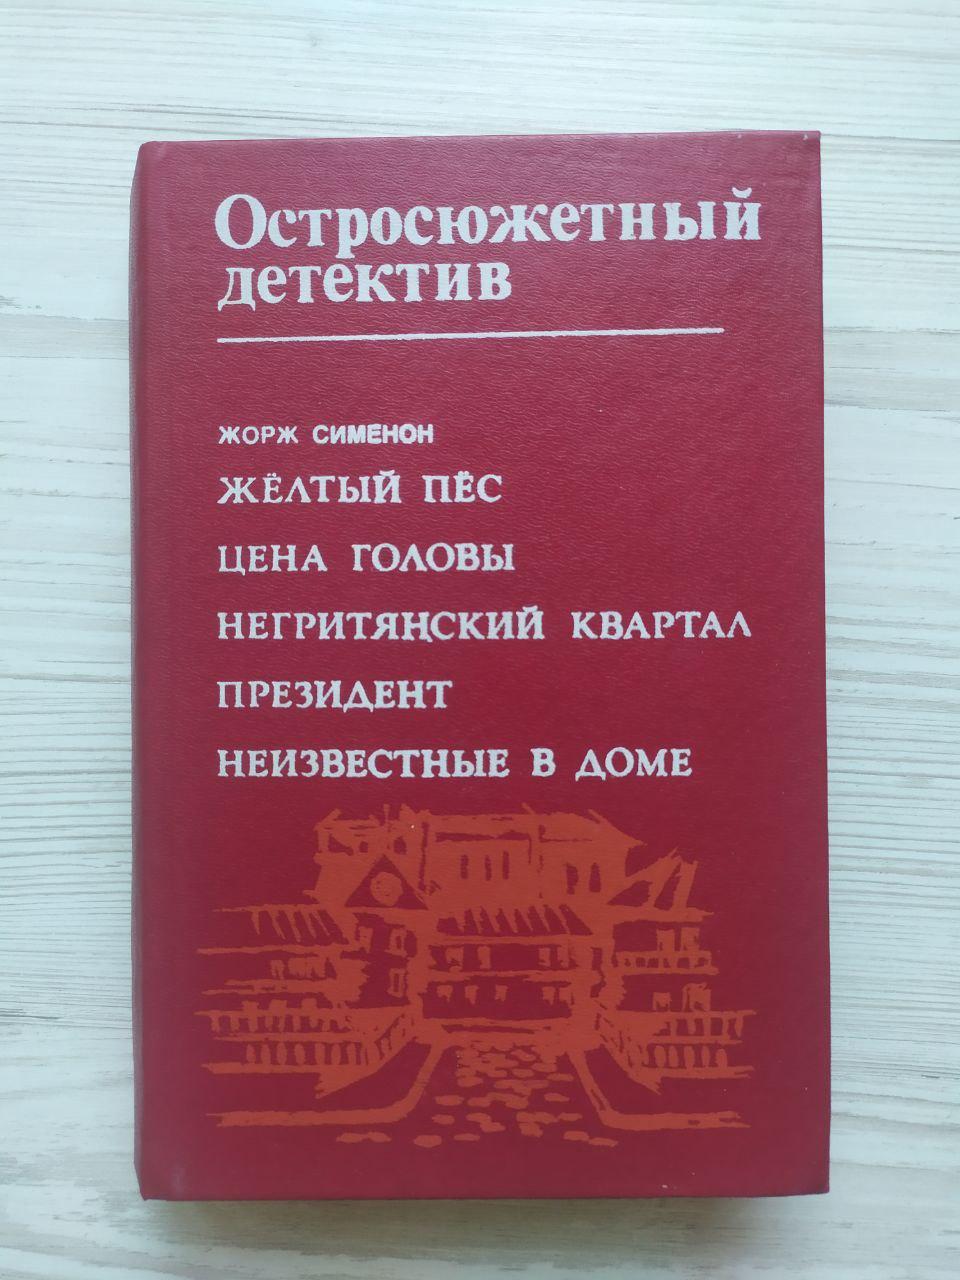 Остросюжетный
детектив
ЖОРЖ СИМЕНОН
ЖЁЛТЫЙ ПЁС
ЦЕНА ГОЛОВЫ
НЕГРИТЯНСКИЙ КВАРТАЛ
ПРЕЗИДЕНТ
НЕИЗВЕСТНЫЕ В ДОМЕ